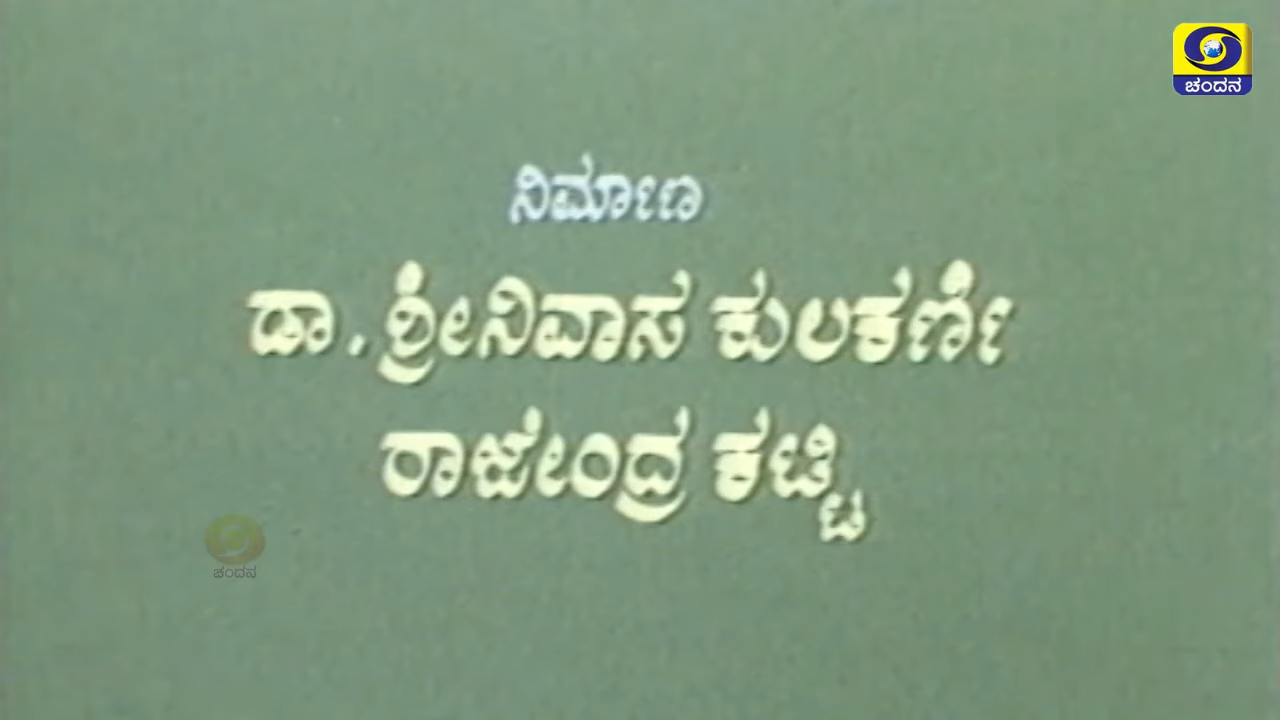 ಚಂದನ
ನಿರ್ಮಾಣ
ಡಾ. ಶ್ರೀನಿವಾಸ ಕುಲಕರ್ಣಿ
ರಾಜೇಂದ್ರ ಕಟ್ಟಿ
ಚಂದನ